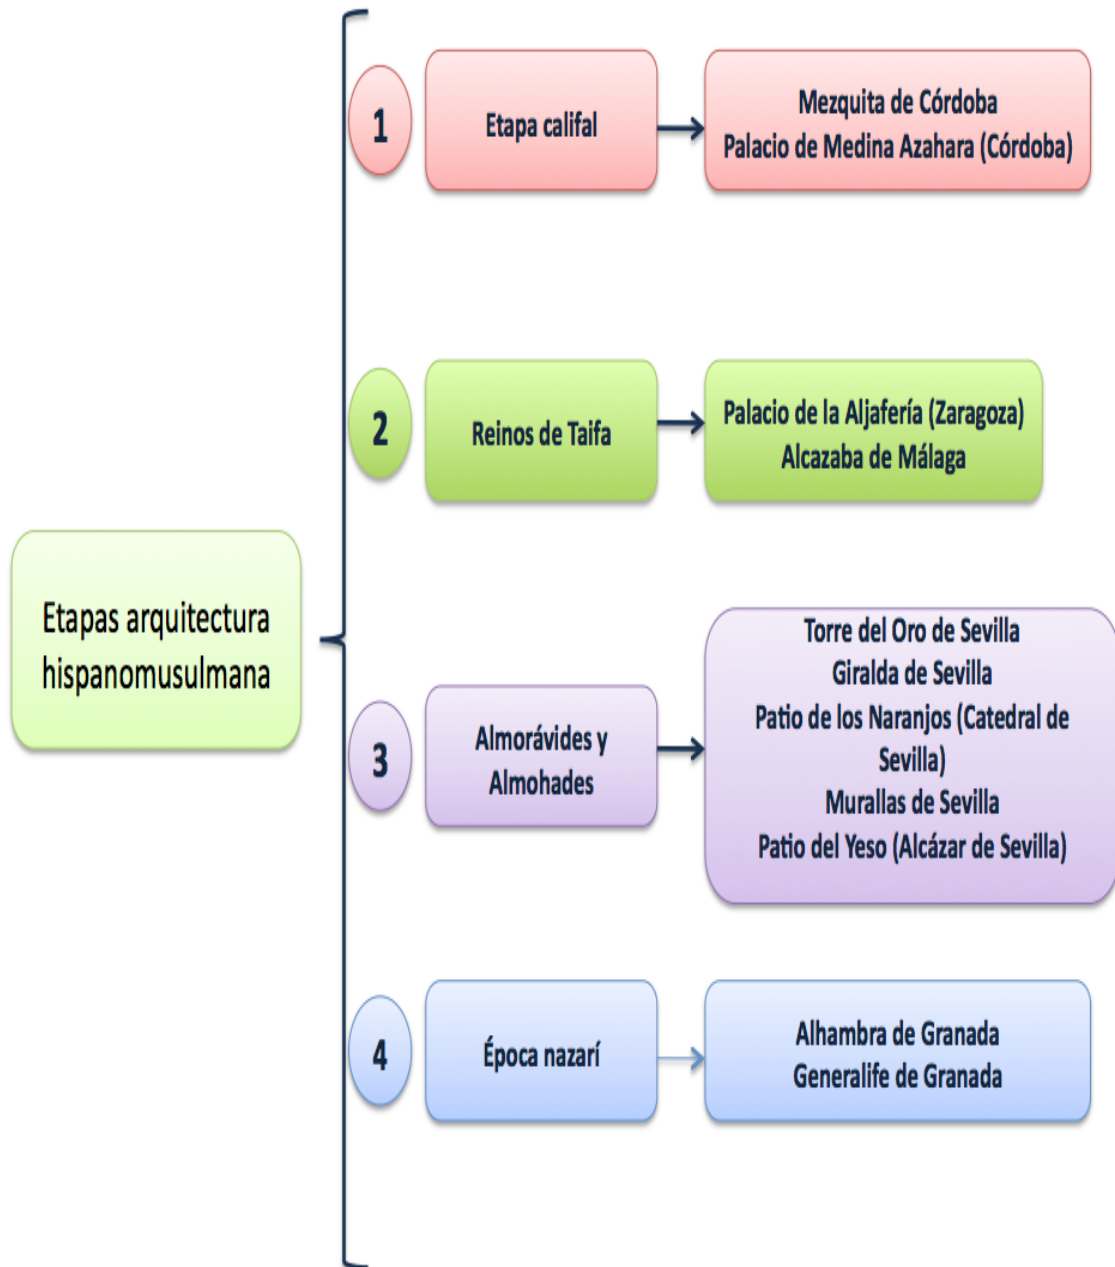 Etapas arquitectura
hispanomusulmana
1
Etapa califal
Mezquita de Córdoba
Palacio de Medina Azahara (Córdoba)
2
Reinos de Taifa
Palacio de la Aljafería (Zaragoza)
Alcazaba de Málaga
3
Almorávides y
Almohades
Torre del Oro de Sevilla
Giralda de Sevilla
Patio de los Naranjos (Catedral de
Sevilla)
Murallas de Sevilla
Patio del Yeso (Alcázar de Sevilla)
4
Época nazarí
Alhambra de Granada
Generalife de Granada